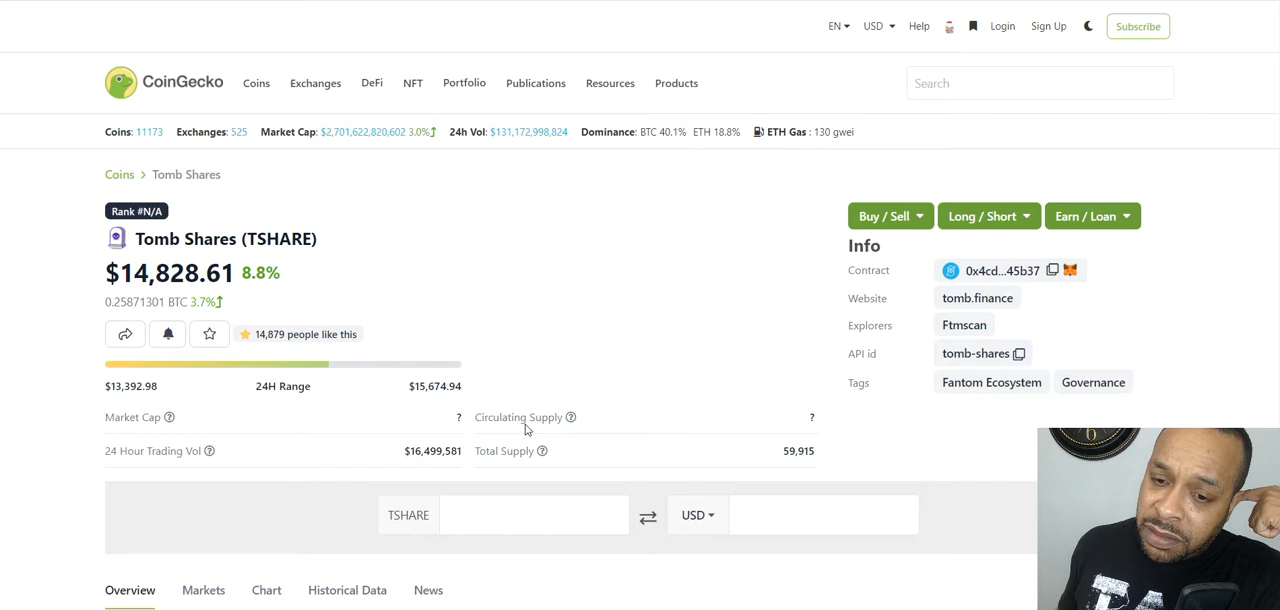 EN USD Help Login Sign Up Subscribe
CoinGecko Coins Exchanges DeFi NFT Portfolio Publications Resources Products Search
Coins: 11173 Exchanges: 525 Market Cap: $2,701,622,820,602 3.0% 24h Vol: $131,172,998,824 Dominance: BTC 40.1% ETH 18.8% ETH Gas : 130 gwei
Coins > Tomb Shares
Rank #N/A
Tomb Shares (TSHARE)
$14,828.61 8.8%
0.25871301 BTC 3.7%
14,879 people like this
$13,392.98 24H Range $15,674.94
Market Cap ? ?
Circulating Supply ? ?
24 Hour Trading Vol ? $16,499,581
Total Supply ? 59,915
Buy / Sell Long / Short Earn / Loan
Info
Contract 0x4cd...45b37
Website tomb.finance
Explorers Ftmscan
API id tomb-shares
Tags Fantom Ecosystem Governance
TSHARE USD
Overview Markets Chart Historical Data News